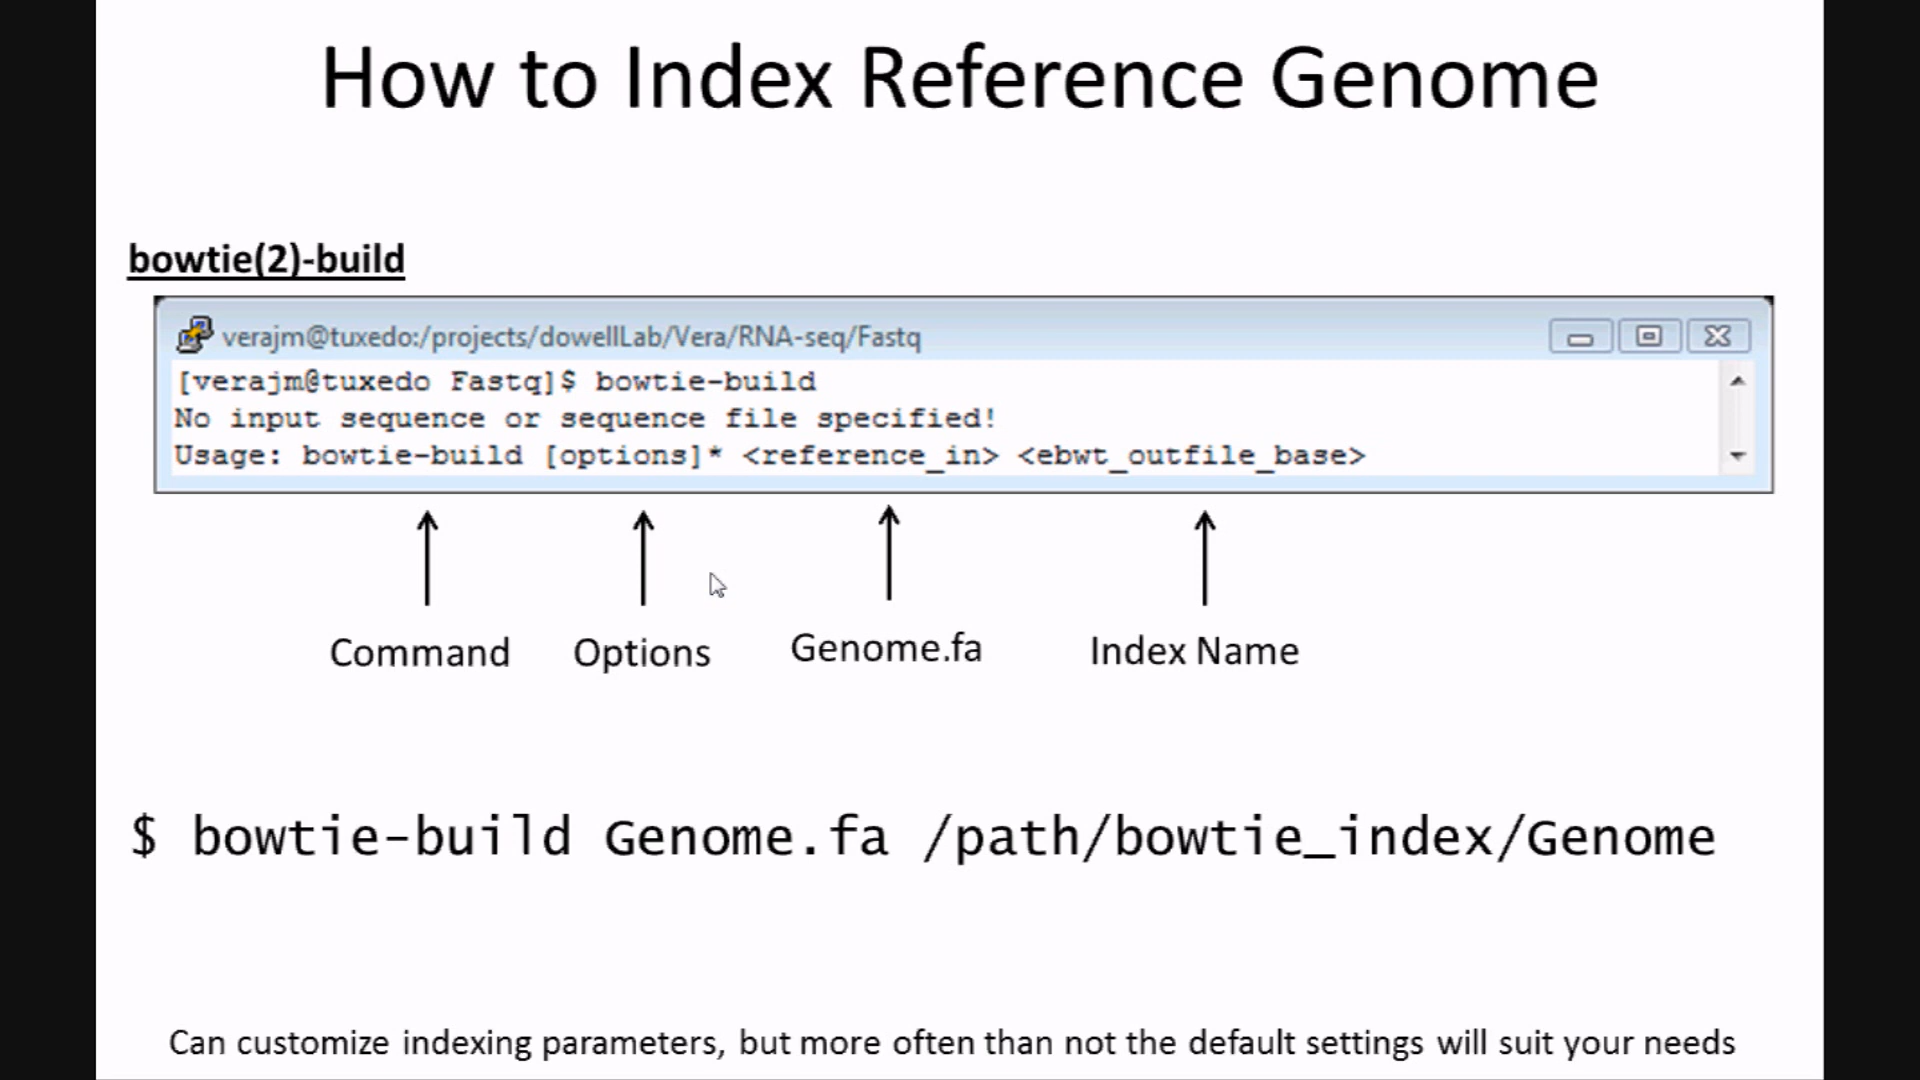 How to Index Reference Genome
bowtie(2)-build
verajm@tuxedo:/projects/dowellLab/Vera/RNA-seq/Fastq
[verajm@tuxedo Fastq]$ bowtie-build
No input sequence or sequence file specified!
Usage: bowtie-build [options]* <reference_in> <ebwt_outfile_base>
Command Options Genome.fa Index Name
$ bowtie-build Genome.fa /path/bowtie_index/Genome
Can customize indexing parameters, but more often than not the default settings will suit your needs